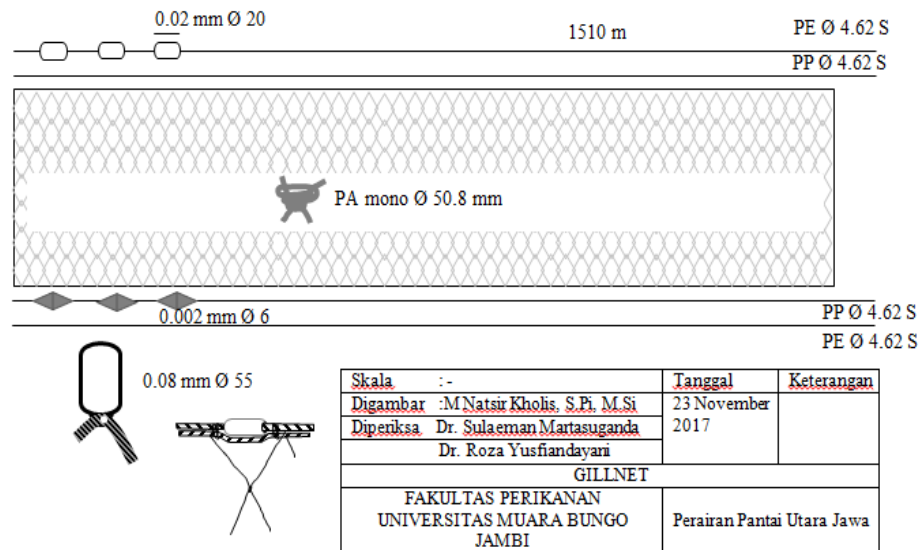 0.02 mm Ø 20
1510 m
PE Ø 4.62 S
PP Ø 4.62 S
PA mono Ø 50.8 mm
0.002 mm Ø 6
PP Ø 4.62 S
PE Ø 4.62 S
0.08 mm Ø 55
Skala :-
Tanggal
Keterangan
Digambar :M Natsir Kholis, S.Pi, M.Si
23 November
2017
Diperiksa Dr. Sulaeman Martasuganda
Dr. Roza Yusfiandayani
GILLNET
FAKULTAS PERIKANAN
UNIVERSITAS MUARA BUNGO
JAMBI
Perairan Pantai Utara Jawa